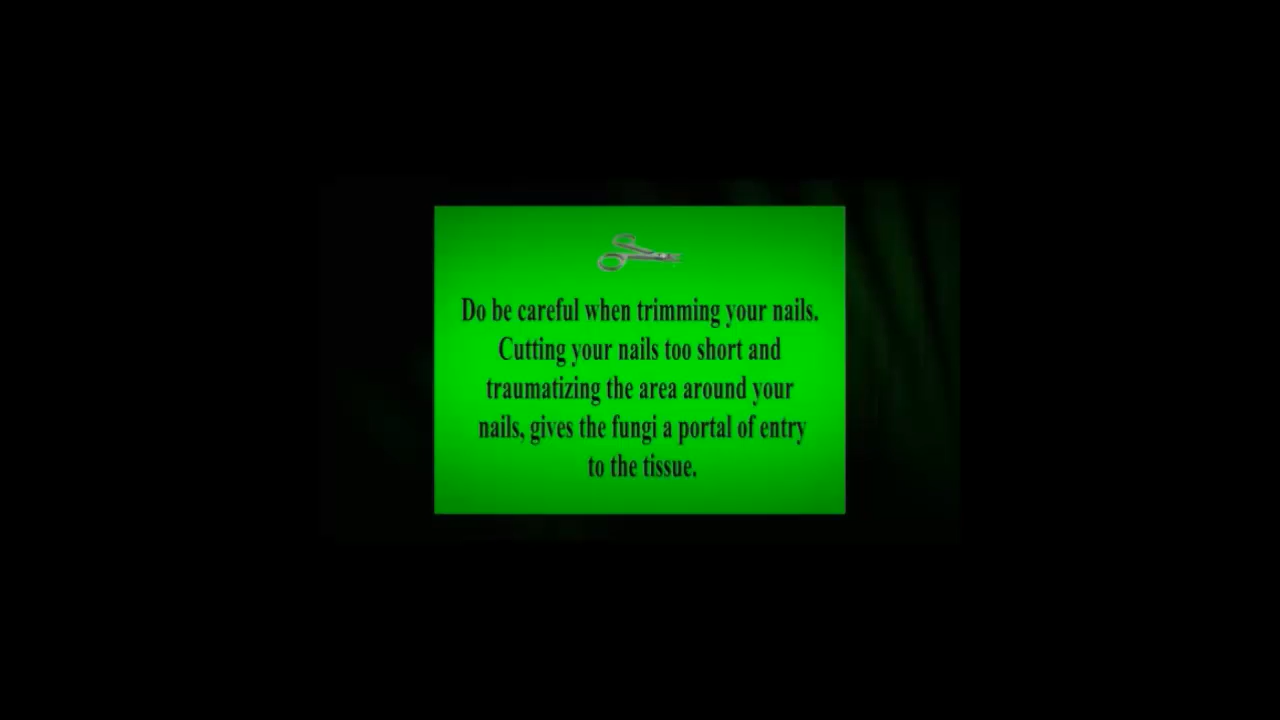 Do be careful when trimming your nails.
Cutting your nails too short and
traumatizing the area around your
nails, gives the fungi a portal of entry
to the tissue.